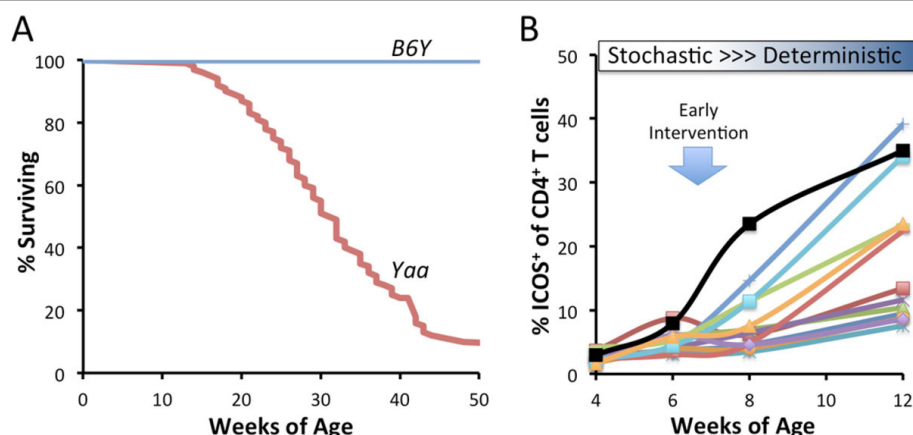 A
B6Y
100
80
60
40
20
0
% Surviving
Yaa
0 10 20 30 40 50
Weeks of Age
B
Stochastic >>> Deterministic
Early
Intervention
50
40
30
20
10
0
% ICOS⁺ of CD4⁺ T cells
4 6 8 10 12
Weeks of Age